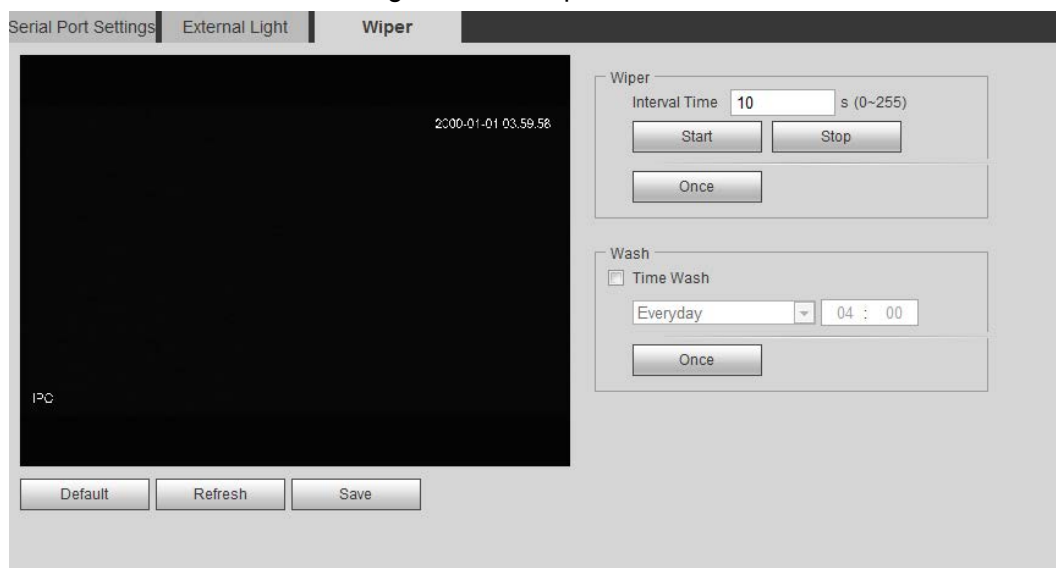 Serial Port Settings External Light Wiper
2000-01-01 03:59:58
IPC
Default Refresh Save
Wiper
Interval Time 10 s (0~255)
Start Stop
Once
Wash
Time Wash
Everyday 04 : 00
Once